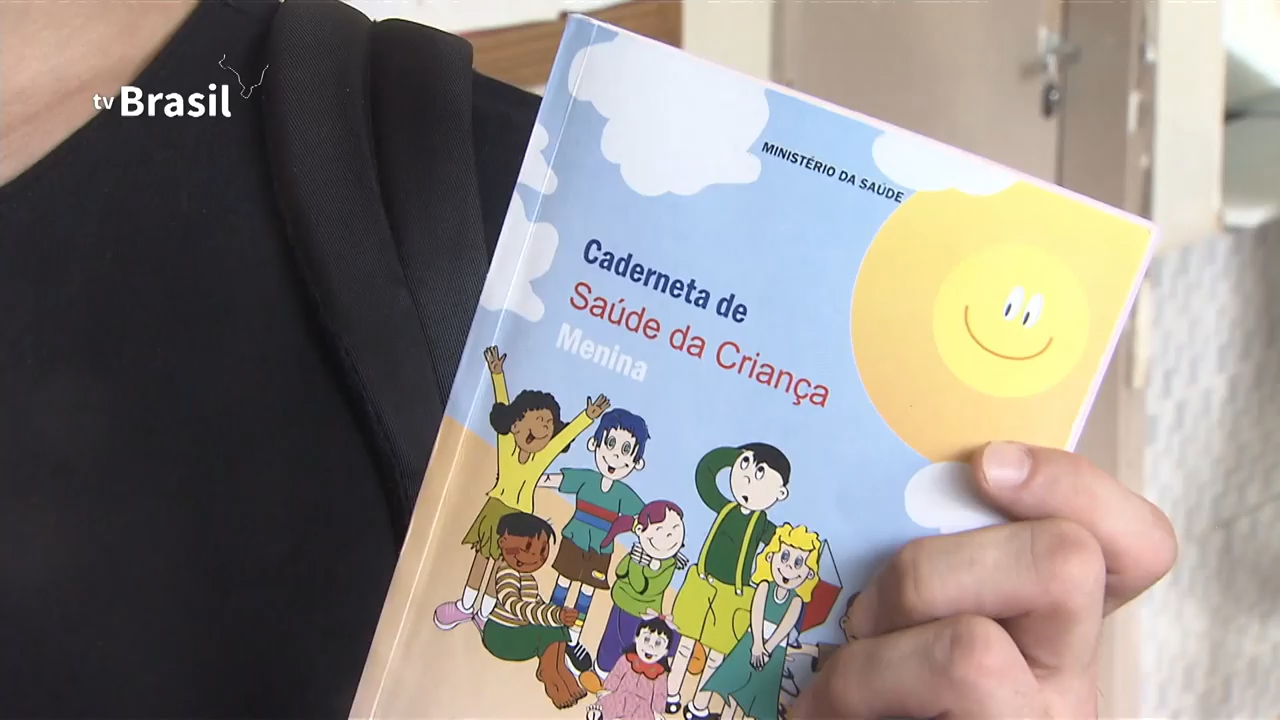 tv Brasil
MINISTÉRIO DA SAÚDE
Caderneta de
Saúde da Criança
Menina